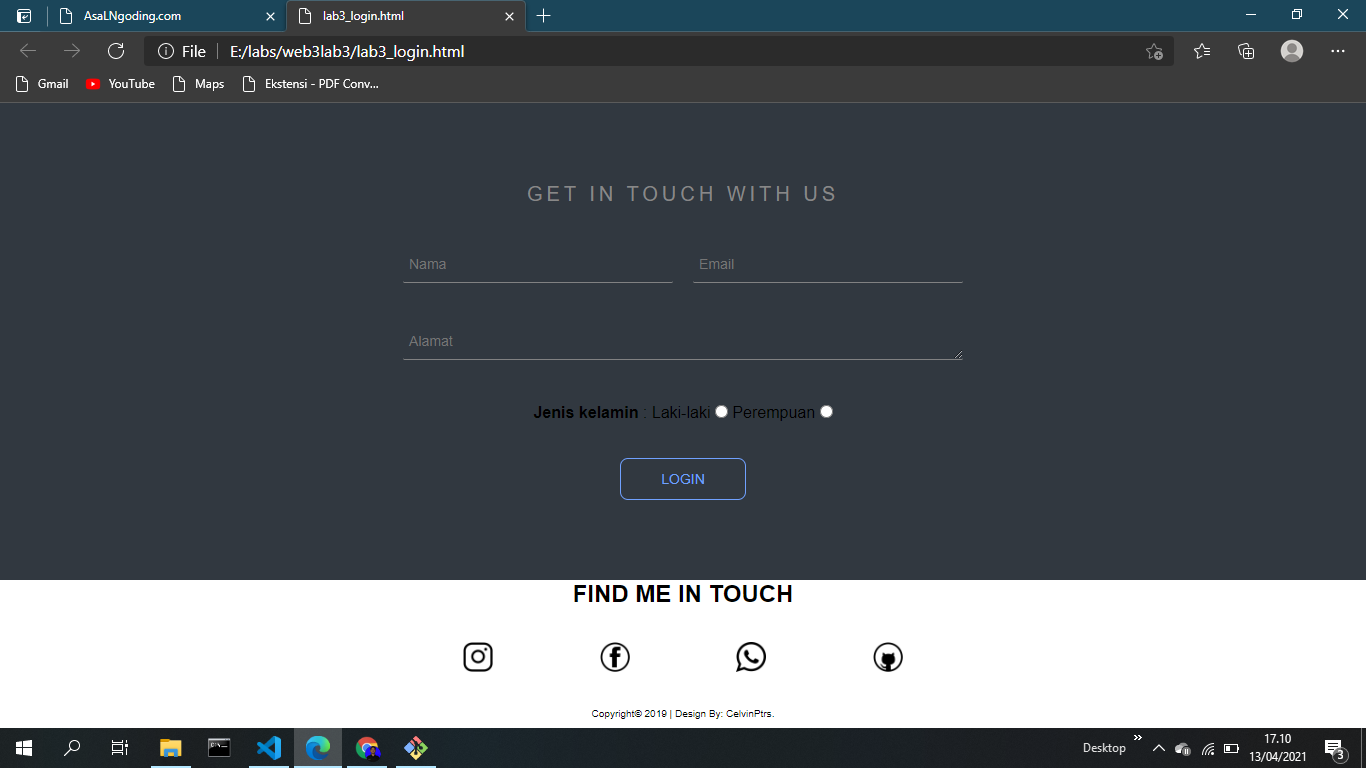 AsaLNgoding.com
lab3_login.html
File E:/labs/web3lab3/lab3_login.html
Gmail YouTube Maps Ekstensi - PDF Conv...
GET IN TOUCH WITH US
Nama Email
Alamat
Jenis kelamin : Laki-laki Perempuan
LOGIN
FIND ME IN TOUCH
Copyright© 2019 | Design By: CelvinPtrs.
Desktop
17.10
13/04/2021
3